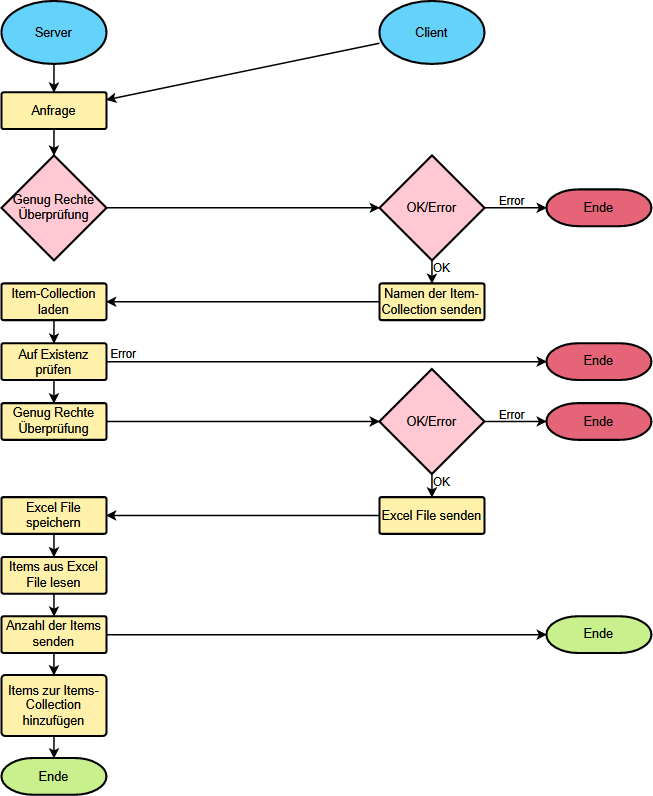 Server
Client
Anfrage
Genug Rechte
Überprüfung
OK/Error
Error
Ende
OK
Item-Collection
laden
Namen der Item-
Collection senden
Auf Existenz
prüfen
Error
Ende
Genug Rechte
Überprüfung
OK/Error
Error
Ende
OK
Excel File
speichern
Excel File senden
Items aus Excel
File lesen
Anzahl der Items
senden
Ende
Items zur Items-
Collection
hinzufügen
Ende